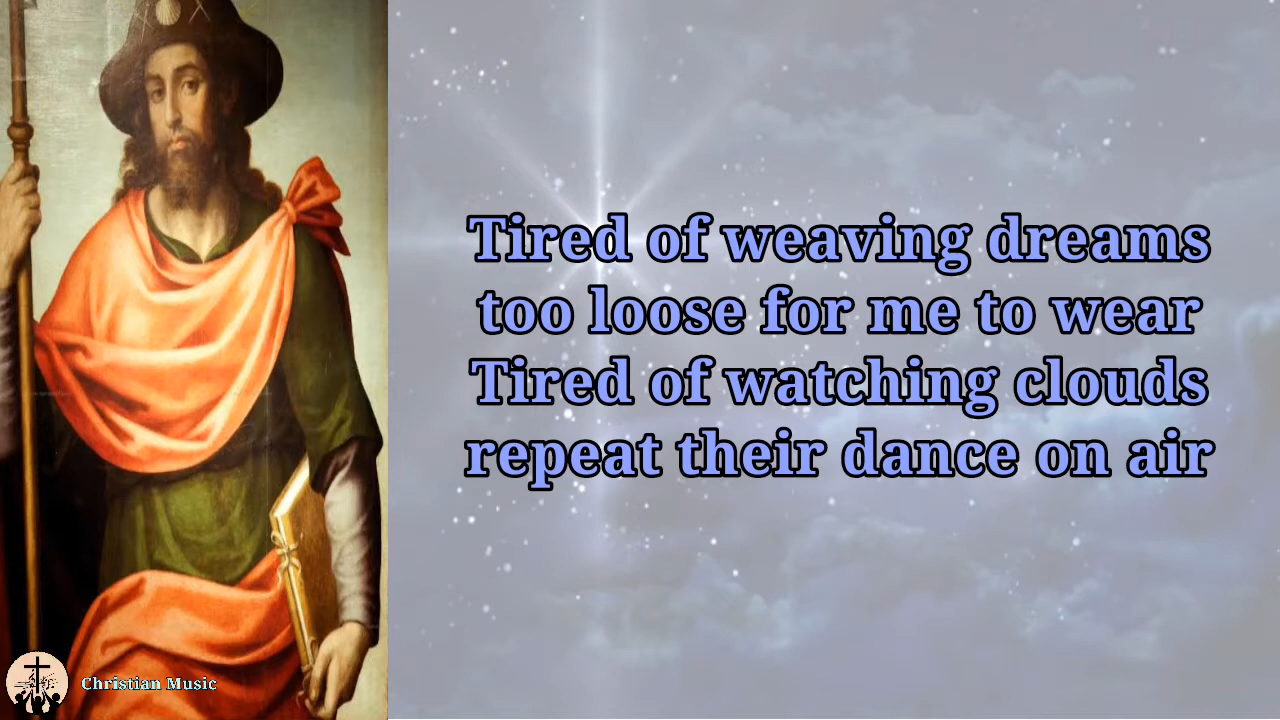 Tired of weaving dreams
too loose for me to wear
Tired of watching clouds
repeat their dance on air
Christian Music